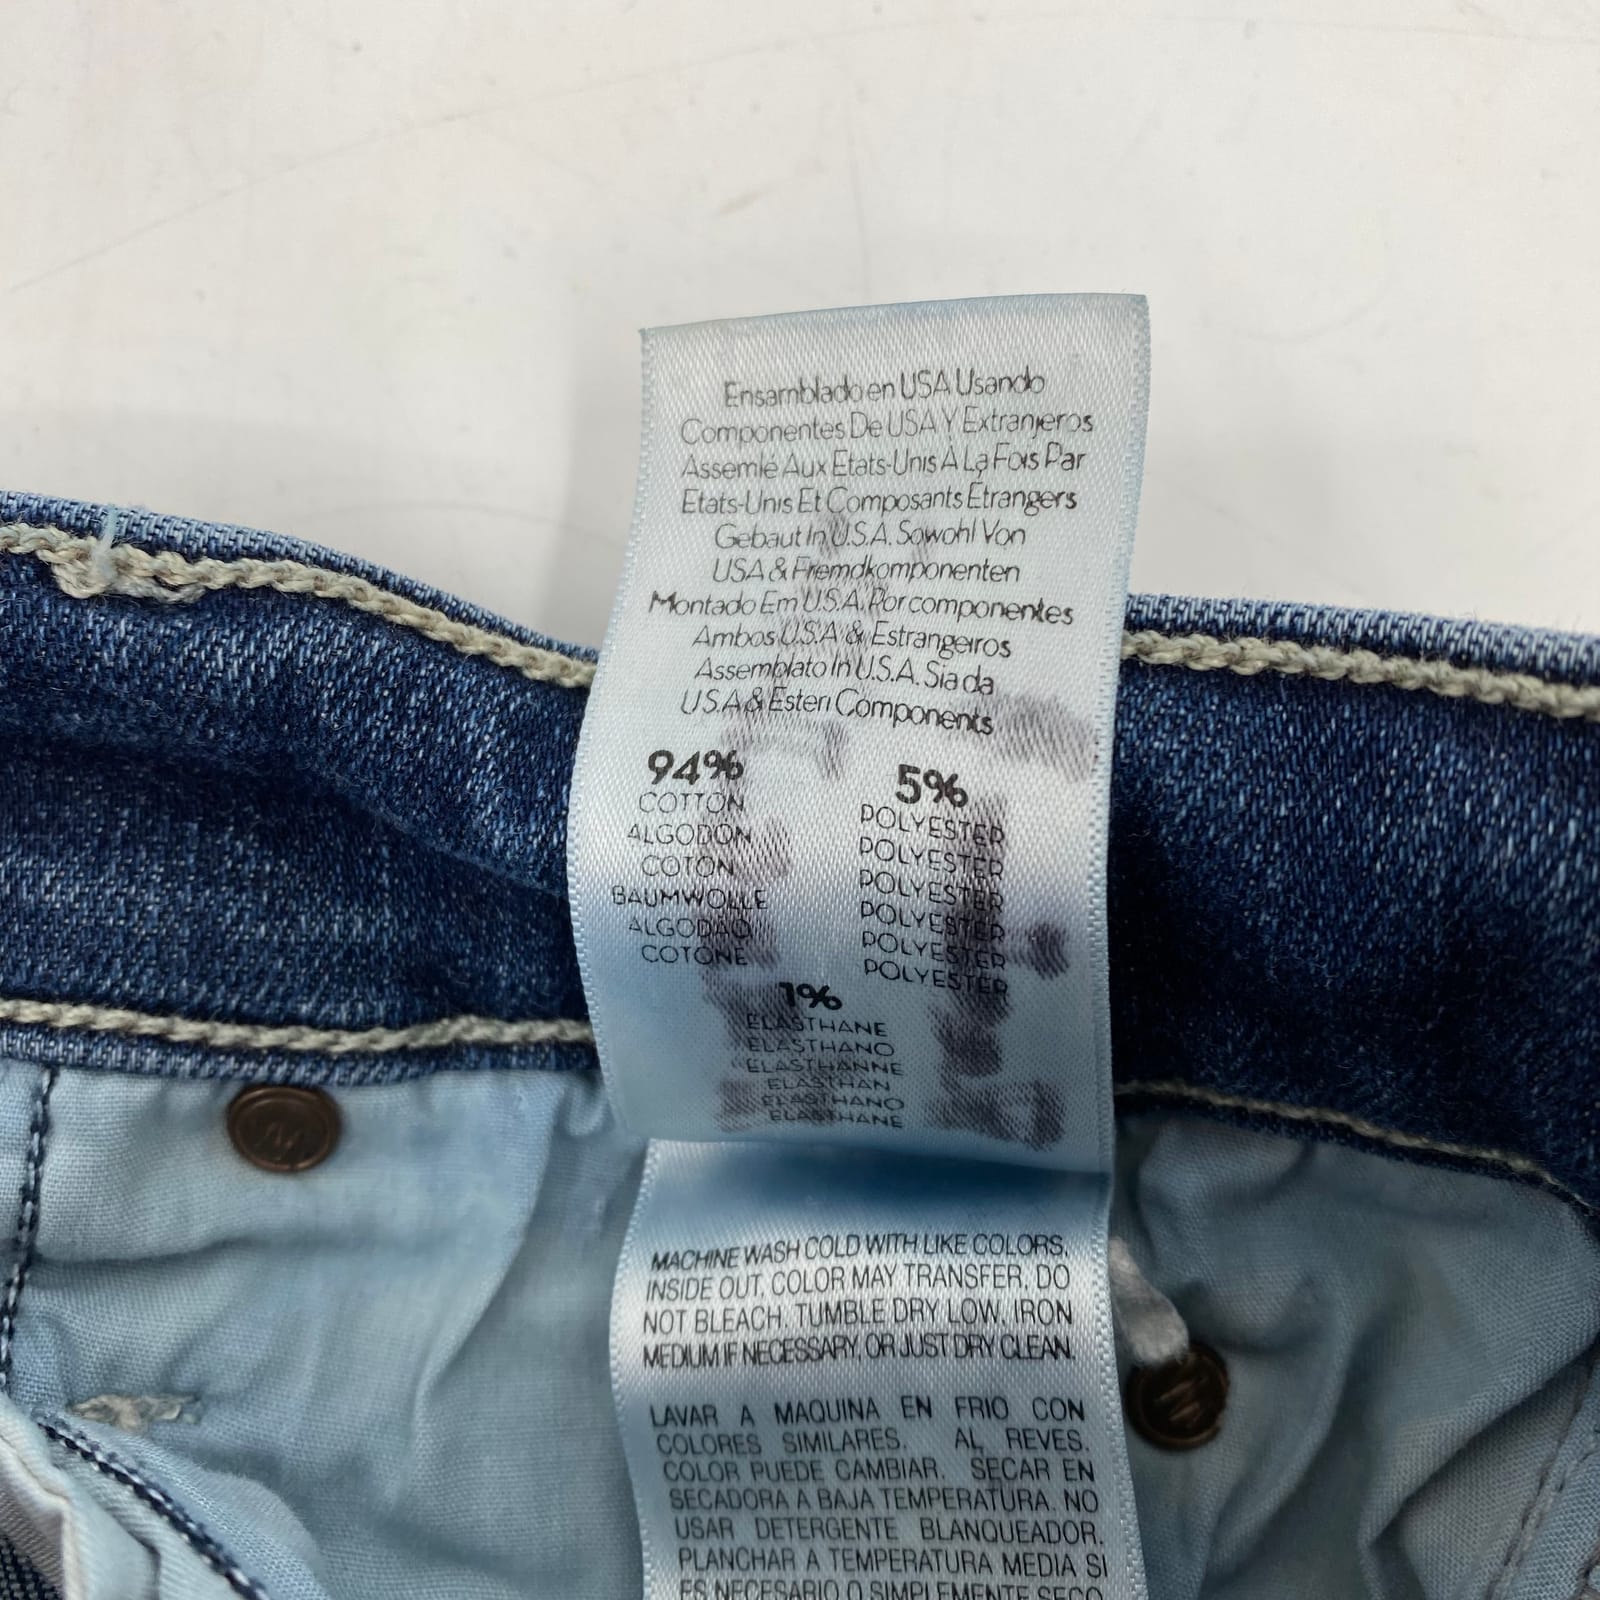 Ensamblado en USA Usando
Componentes De USA Y Extranjeros
Assemlé Aux Etats-Unis À La Fois Par
Etats-Unis Et Composants Etrangers
Gebaut In U.S.A. Sowohl Von
USA & Fremdkomponenten
Montado Em U.S.A. Por componentes
Ambos U.S.A & Estrangeiros
Assemblato In U.S.A. Sia da
USA & Esteri Components
94%
COTTON
ALGODON
COTON
BAUMWOLLE
ALGODAO
COTONE
5%
POLYESTER
POLYESTER
POLYESTER
POLYESTER
POLYESTER
POLYESTER
1%
ELASTHANE
ELASTHANO
ELASTHANNE
ELASTHAN
ELASTHANO
ELASTHANE
MACHINE WASH COLD WITH LIKE COLORS,
INSIDE OUT. COLOR MAY TRANSFER. DO
NOT BLEACH. TUMBLE DRY LOW. IRON
MEDIUM IF NECESSARY, OR JUST DRY CLEAN.
LAVAR A MAQUINA EN FRIO CON
COLORES SIMILARES. AL REVES.
COLOR PUEDE CAMBIAR. SECAR EN
SECADORA A BAJA TEMPERATURA. NO
USAR DETERGENTE BLANQUEADOR.
PLANCHAR A TEMPERATURA MEDIA SI
ES NECESARIO O SIMPLEMENTE SECO